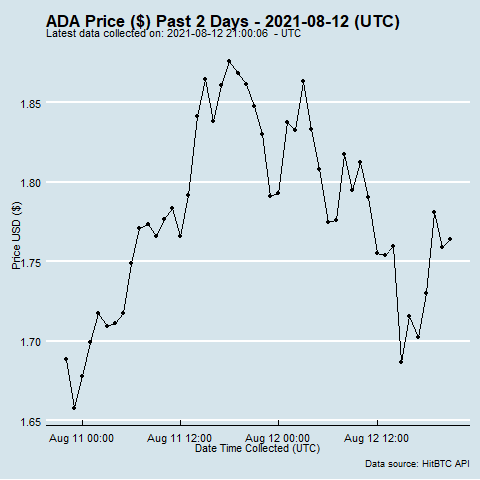 ADA Price ($) Past 2 Days - 2021-08-12 (UTC)
Latest data collected on: 2021-08-12 21:00:06 - UTC
1.85
1.80
1.75
1.70
1.65
Price USD ($)
Aug 11 00:00 Aug 11 12:00 Aug 12 00:00 Aug 12 12:00
Date Time Collected (UTC)
Data source: HitBTC API